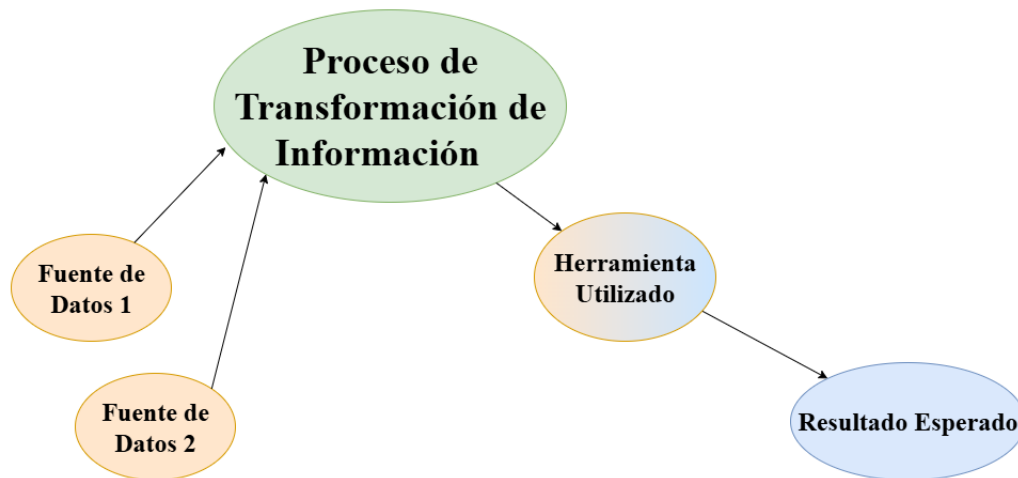 Proceso de
Transformación de
Información
Fuente de
Datos 1
Herramienta
Utilizado
Fuente de
Datos 2
Resultado Esperado